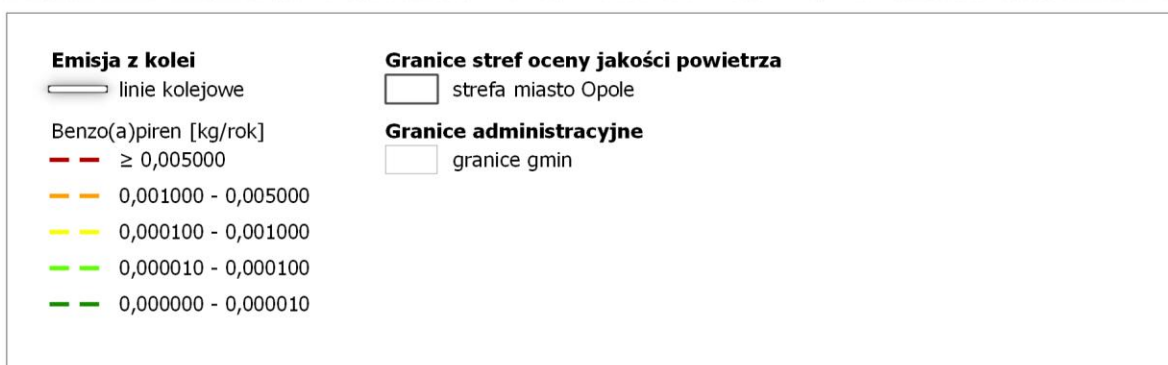 Emisja z kolei
linie kolejowe
Benzo(a)piren [kg/rok]
≥ 0,005000
0,001000 - 0,005000
0,000100 - 0,001000
0,000010 - 0,000100
0,000000 - 0,000010
Granice stref oceny jakości powietrza
strefa miasto Opole
Granice administracyjne
granice gmin